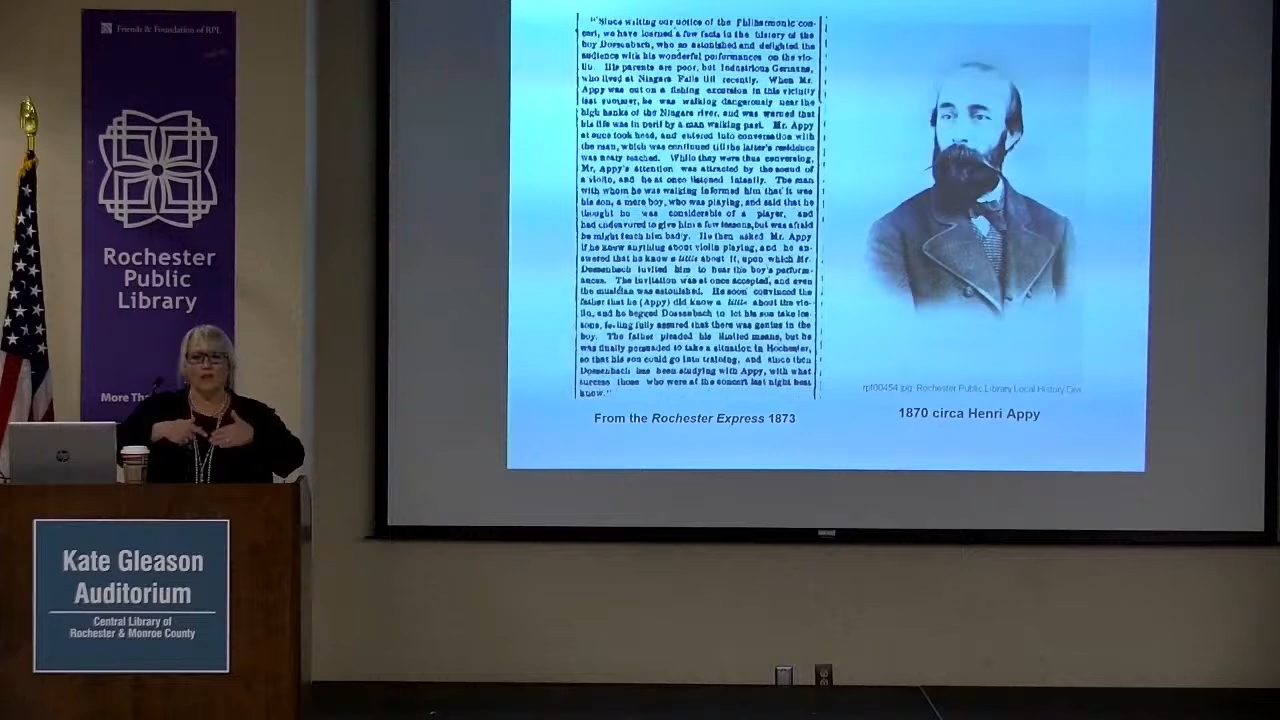 Friends & Foundation of RPL
Rochester
Public
Library
More Th
hp
Kate Gleason
Auditorium
Central Library of
Rochester & Monroe County
"Since writing our notice of the Philharmonic con-
cert, we have learned a few facts in the history of the
boy Dossenbach, who so astonished and delighted the
audience with his wonderful performances on the vio-
lin. His parents are poor, but industrious Germans,
who lived at Niagara Falls till recently. When Mr.
Appy was out on a fishing excursion in this vicinity
last summer, he was walking dangerously near the
high banks of the Niagara river, and was warned that
his life was in peril by a man walking past. Mr. Appy
at once took heed, and entered into conversation with
the man, which was continued till the latter's residence
was neary reached. While they were thus conversing,
Mr. Appy's attention was attracted by the sound of
a violin, and he at once listened intently. The man
with whom he was walking informed him that it was
his son, a mere boy, who was playing, and said that he
thought he was considerable of a player, and
had endeavored to give him a few lessons, but was afraid
he might teach him badly. He then asked Mr. Appy
if he knew anything about violin playing, and he an-
swered that he knew a little about it, upon which Mr.
Dossenbach invited him to hear the boy's perform-
ances. The invitation was at once accepted, and even
the musician was astonished. He soon convinced the
father that he (Appy) did know a little about the vio-
lin, and he begged Dossenbach to let his son take les-
sons, feeling fully assured that there was genius in the
boy. The father pleaded his limited means, but he
was finally persuaded to take a situation in Rochester,
so that his son could go into training, and since then
Dossenbach has been studying with Appy, with what
success those who were at the concert last night best
know."
From the Rochester Express 1873
rpf00454.jpg Rochester Public Library Local History Divis
1870 circa Henri Appy